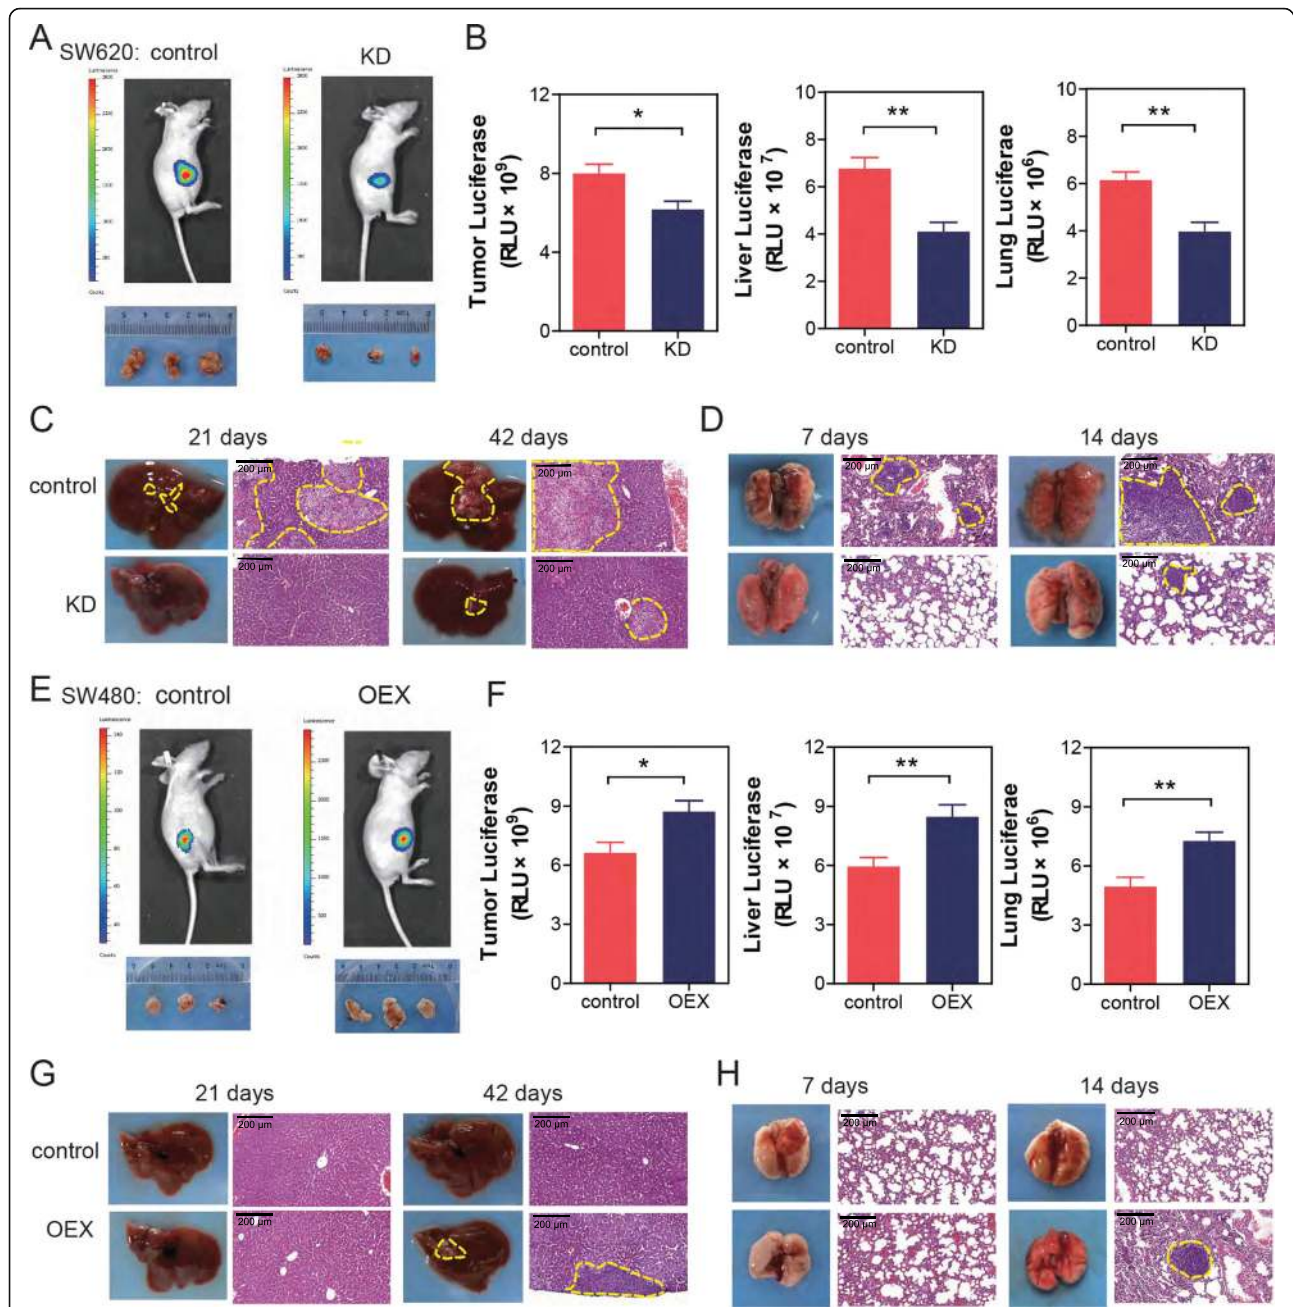 A
SW620: control
KD
Luminescence
Counts
B
Tumor Luciferase
(RLU × 10⁹)
12
8
4
0
*
control
KD
Liver Luciferase
(RLU × 10⁷)
10
8
6
4
2
0
**
control
KD
Lung Luciferae
(RLU × 10⁶)
10
8
6
4
2
0
**
control
KD
C
21 days
42 days
control
KD
200 µm
200 µm
200 µm
200 µm
D
7 days
14 days
200 µm
200 µm
200 µm
200 µm
E
SW480: control
OEX
Luminescence
Counts
F
Tumor Luciferase
(RLU × 10⁹)
12
9
6
3
0
*
control
OEX
Liver Luciferase
(RLU × 10⁷)
12
9
6
3
0
**
control
OEX
Lung Luciferae
(RLU × 10⁶)
12
9
6
3
0
**
control
OEX
G
21 days
42 days
control
OEX
200 µm
200 µm
200 µm
200 µm
H
7 days
14 days
200 µm
200 µm
200 µm
200 µm